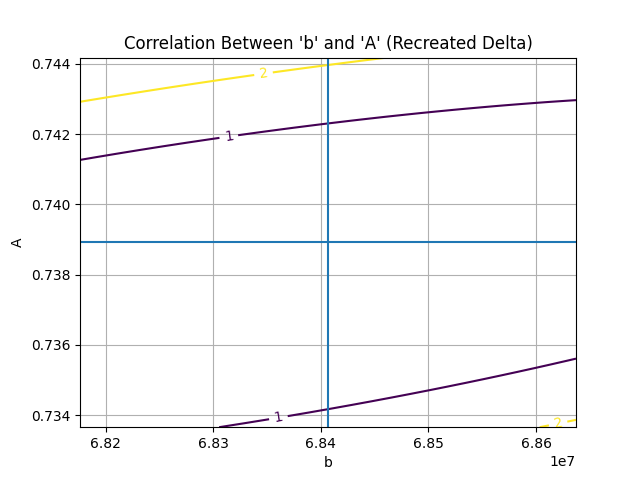 Correlation Between 'b' and 'A' (Recreated Delta)
0.744
0.742
0.740
0.738
0.736
0.734
A
2
1
1
2
6.82 6.83 6.84 6.85 6.86
1e7
b